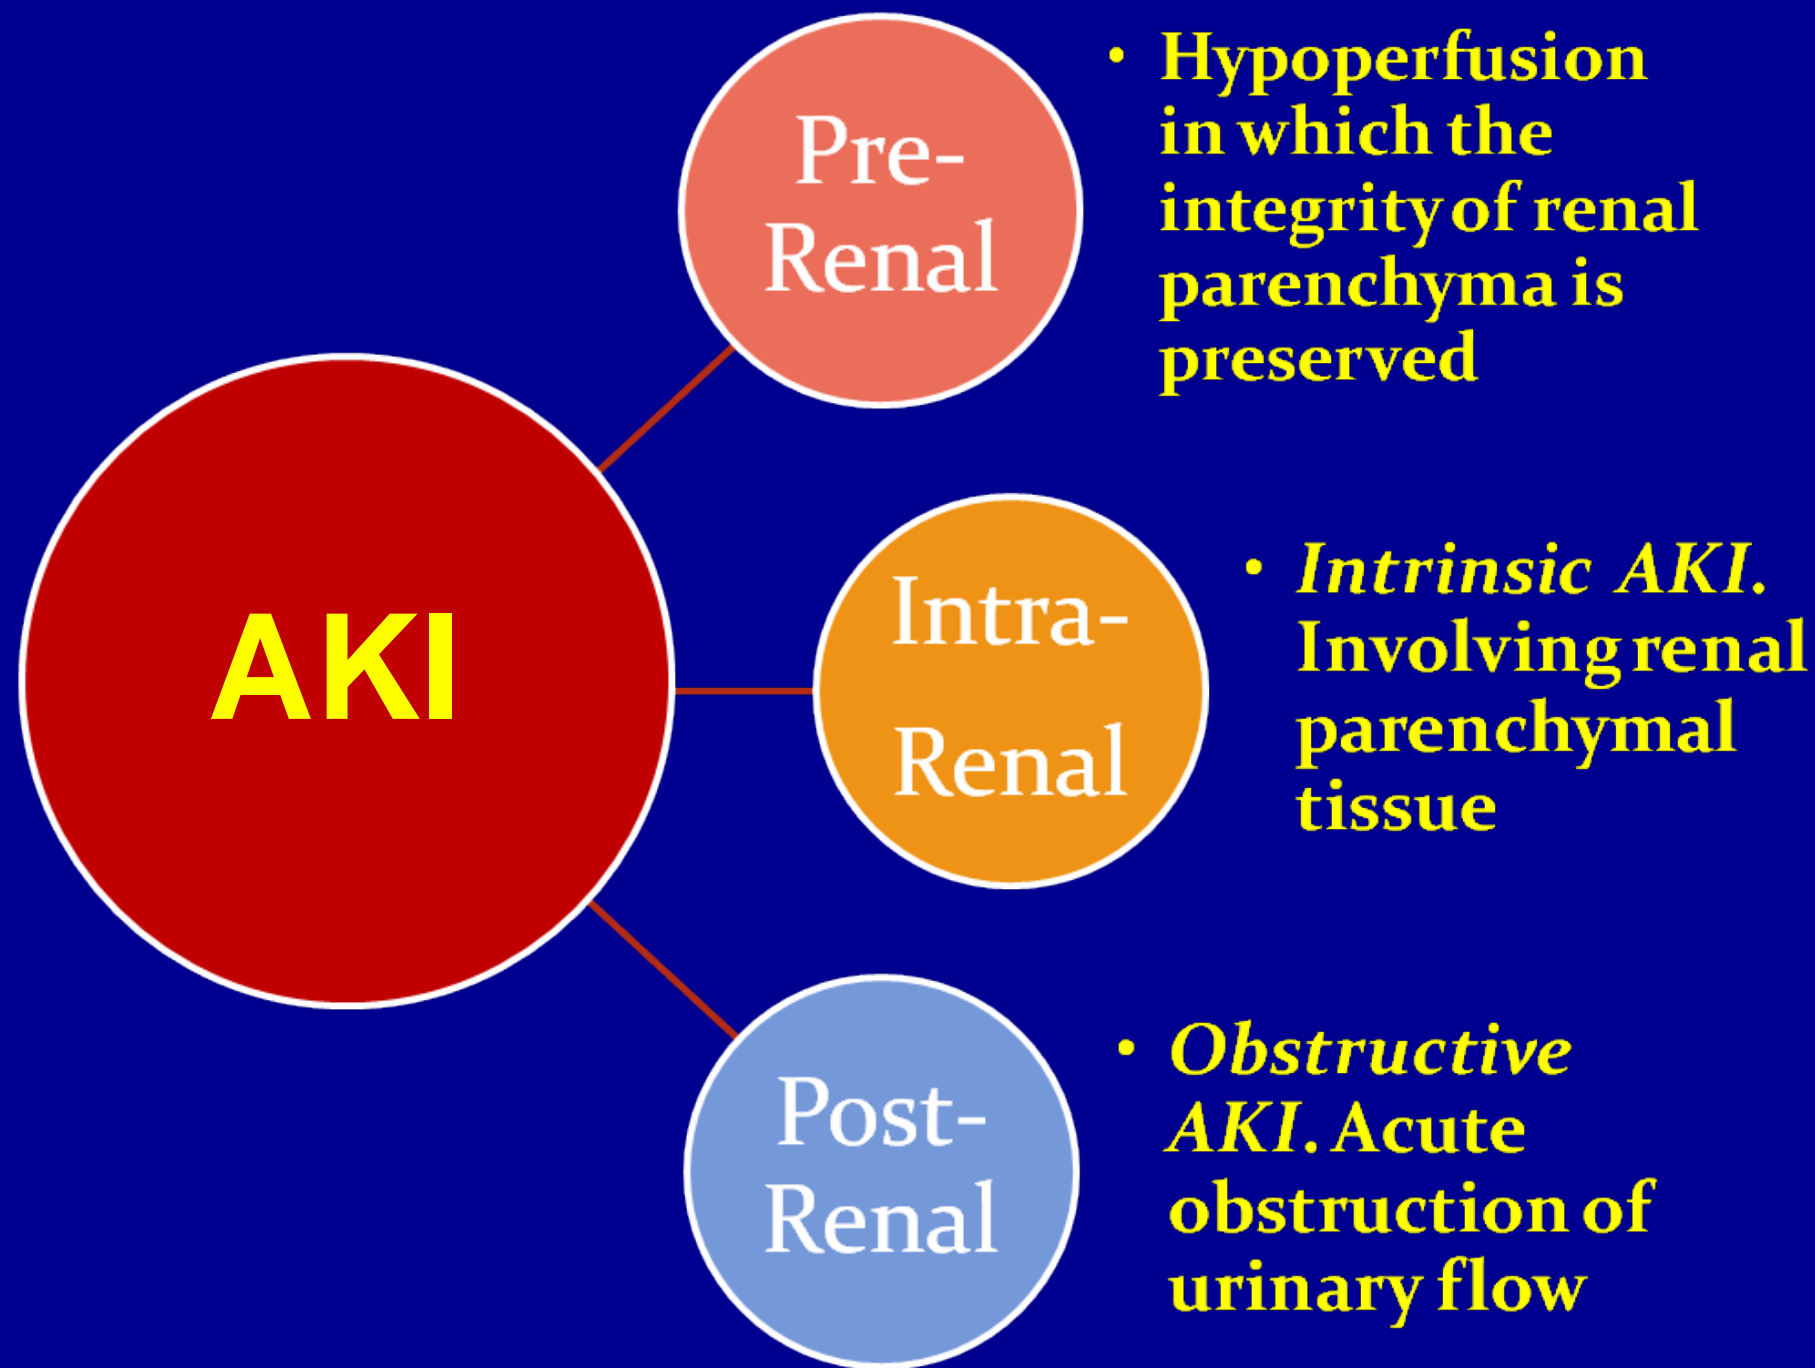 AKI
Pre-
Renal
• Hypoperfusion
in which the
integrity of renal
parenchyma is
preserved
Intra-
Renal
• Intrinsic AKI.
Involving renal
parenchymal
tissue
Post-
Renal
• Obstructive
AKI. Acute
obstruction of
urinary flow